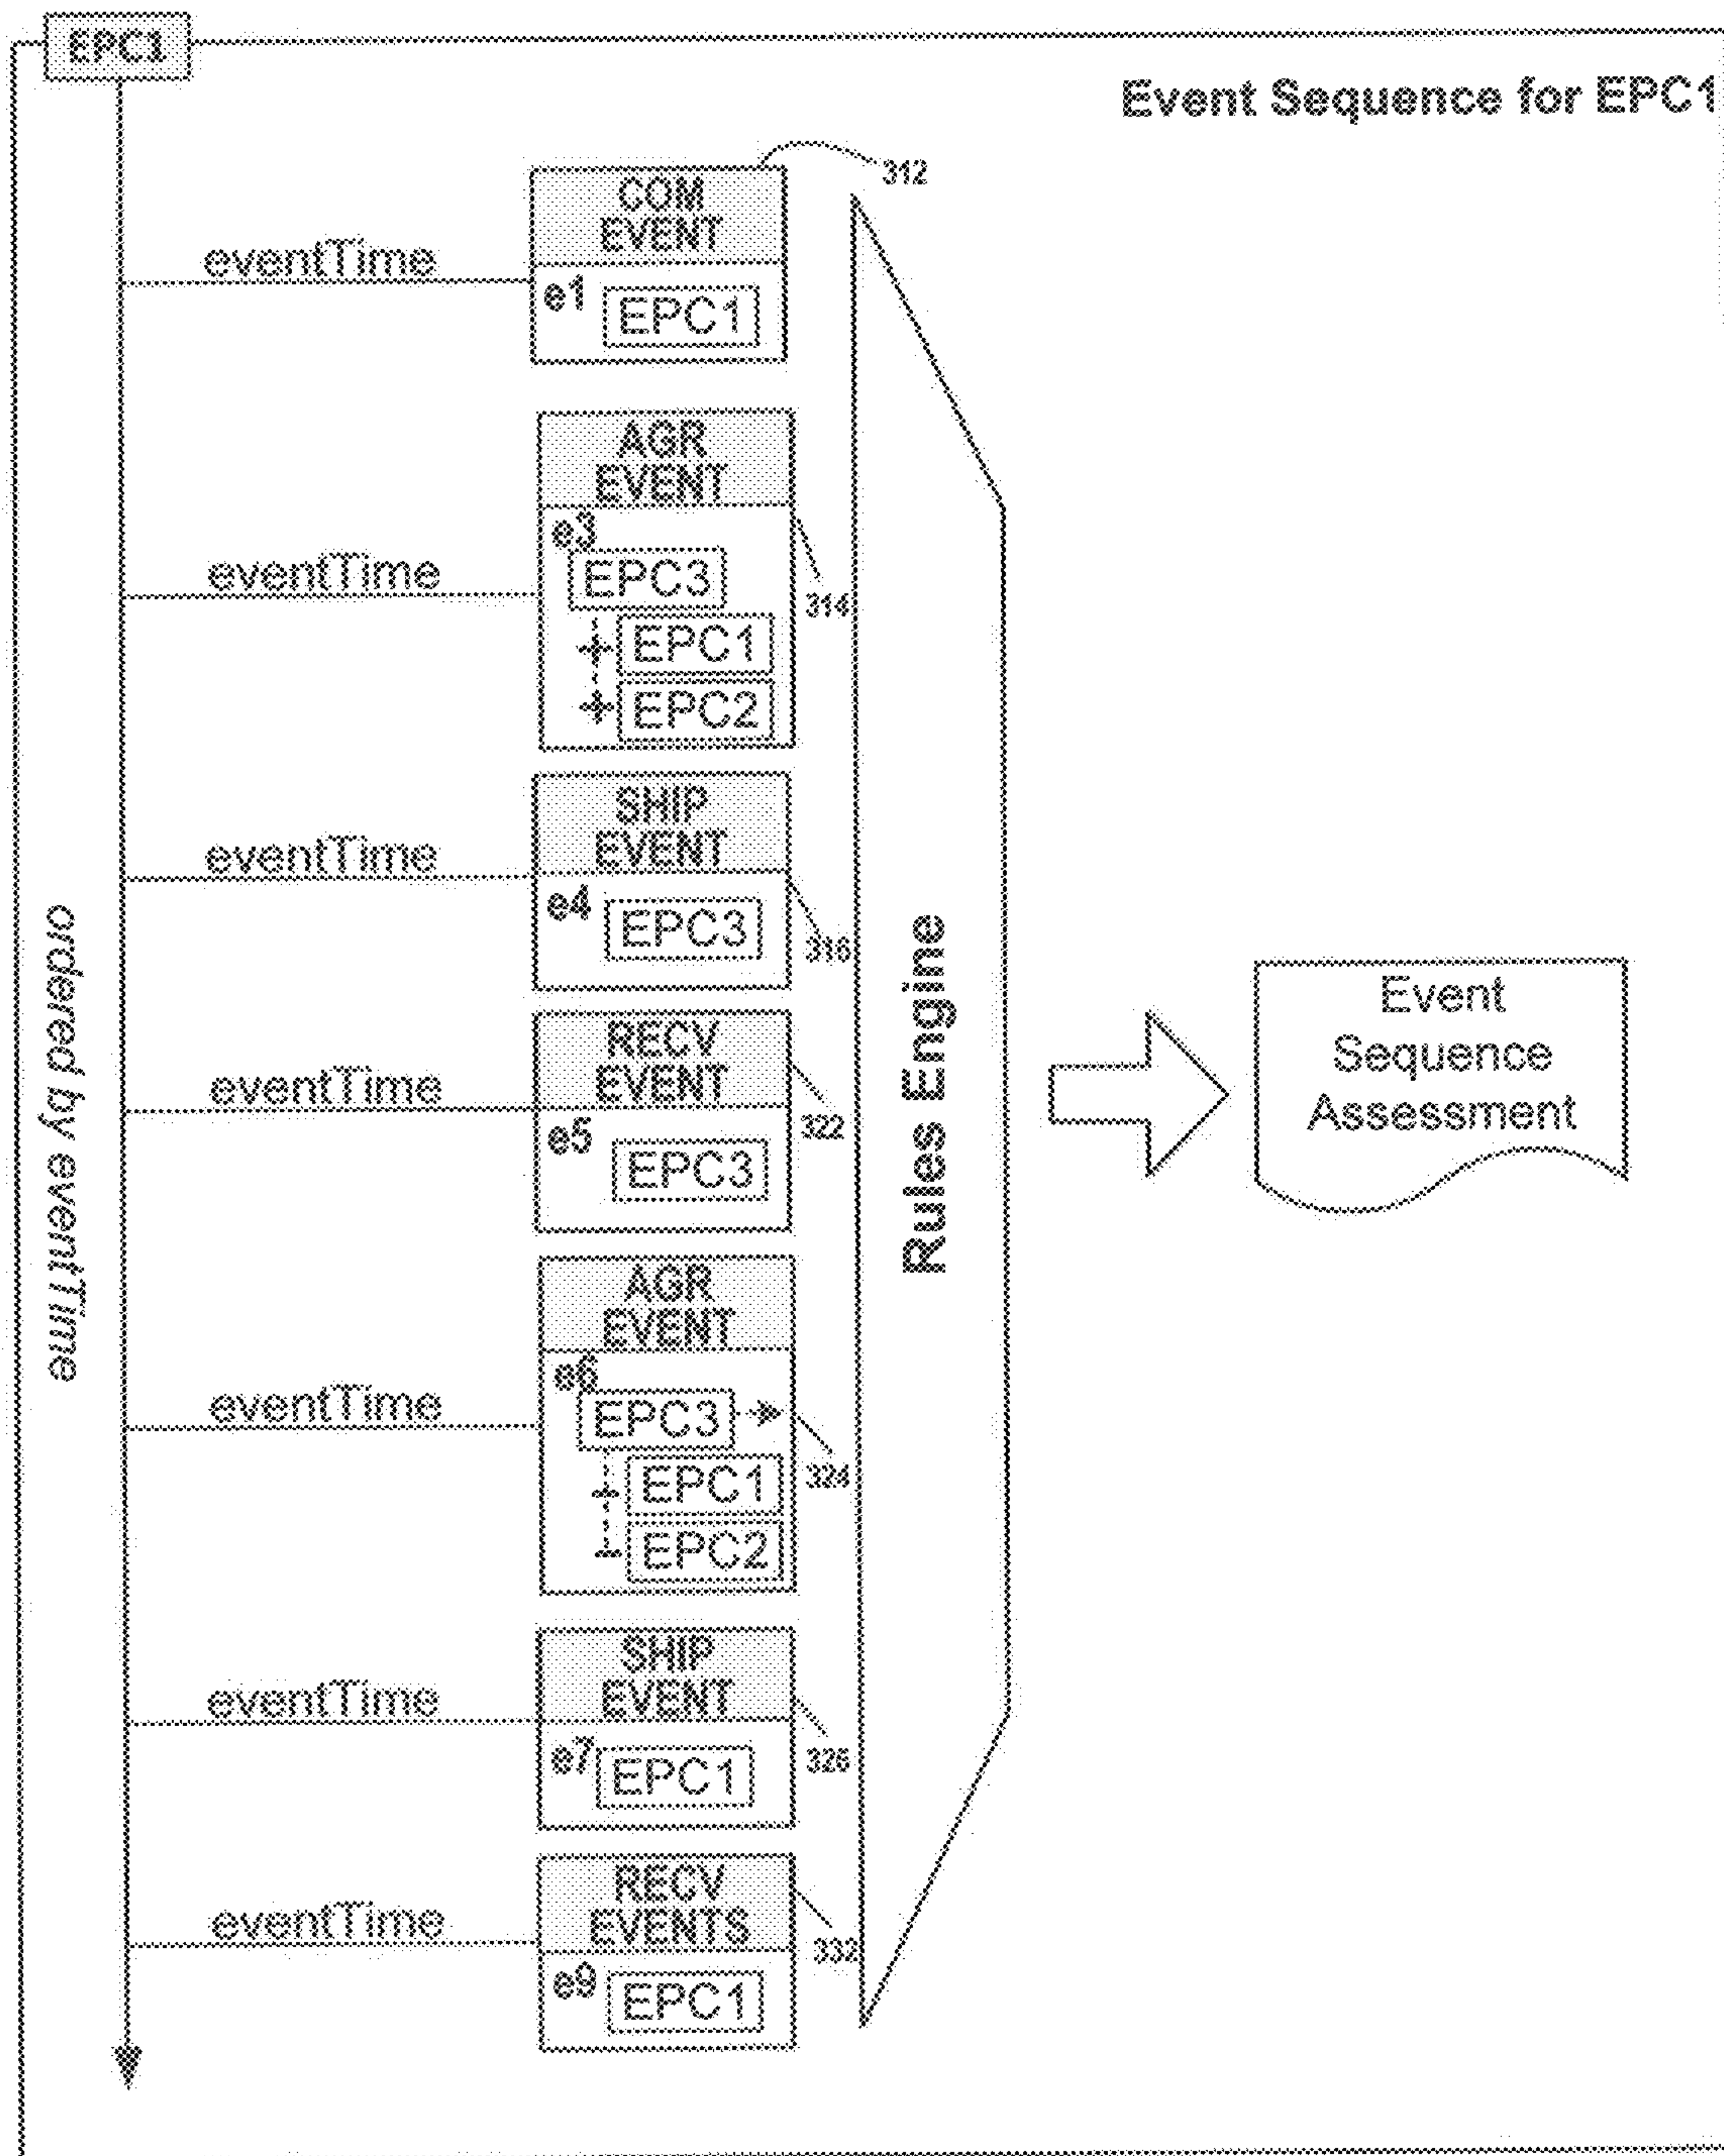 EPC1
Event Sequence for EPC1
312
COM
EVENT
eventTime
e1
EPC1
AGR
EVENT
e3
eventTime
EPC3
314
EPC1
EPC2
SHIP
EVENT
eventTime
e4
EPC3
316
RECV
EVENT
eventTime
322
e5
EPC3
AGR
EVENT
e6
eventTime
EPC3
324
EPC1
EPC2
SHIP
EVENT
eventTime
e7
EPC1
326
RECV
EVENTS
eventTime
332
e9
EPC1
ordered by eventTime
Rules Engine
Event
Sequence
Assessment